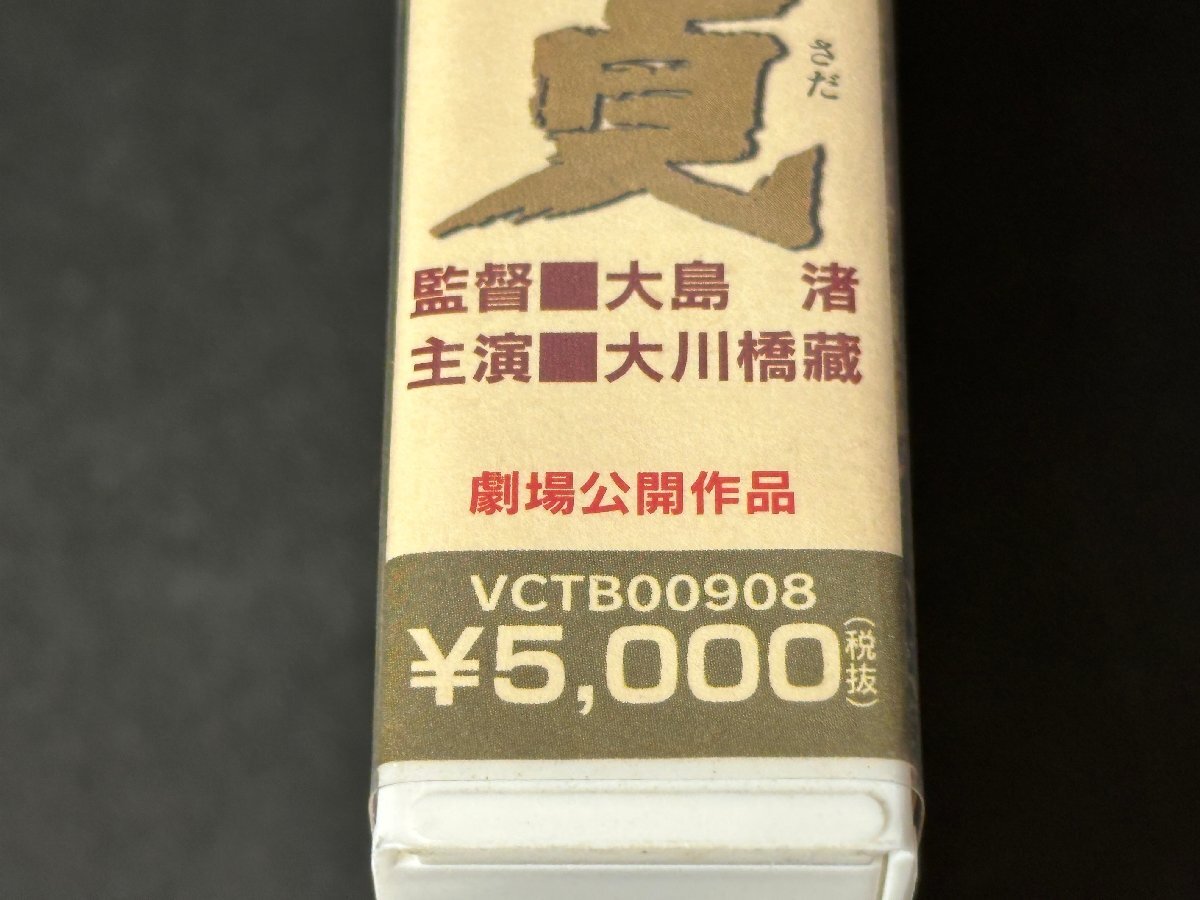 貞
さだ
監督■大島 渚
主演■大川橋藏
劇場公開作品
VCTB00908
¥5,000(税抜)